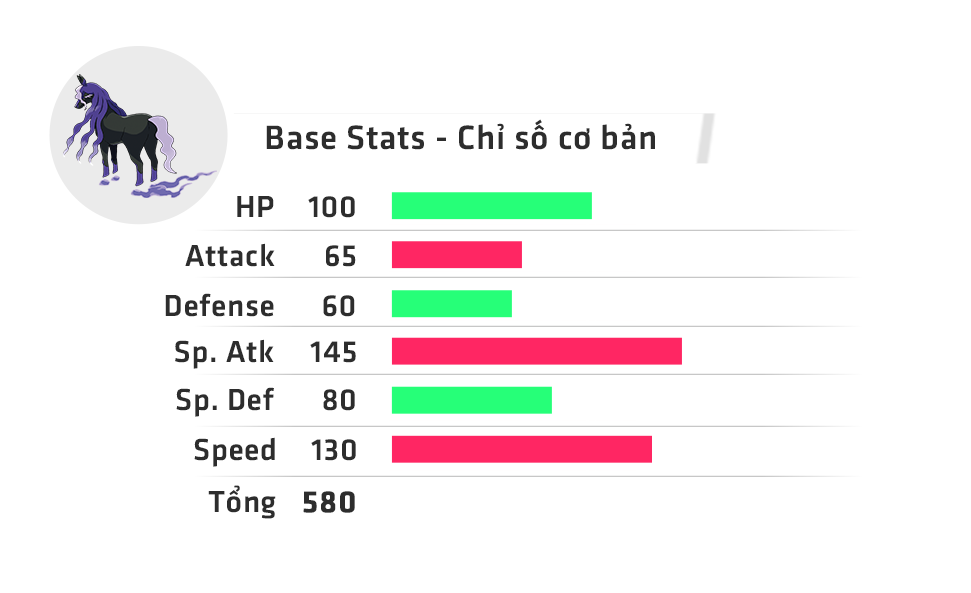 Base Stats - Chỉ số cơ bản
HP 100
Attack 65
Defense 60
Sp. Atk 145
Sp. Def 80
Speed 130
Tổng 580